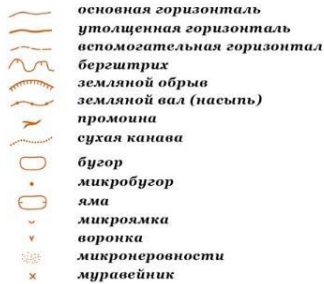 основная горизонталь
утолщенная горизонталь
вспомогательная горизонтал
бергштрих
земляной обрыв
земляной вал (насыпь)
промоина
сухая канава
бугор
микробугор
яма
микроямка
воронка
микронеровности
муравейник